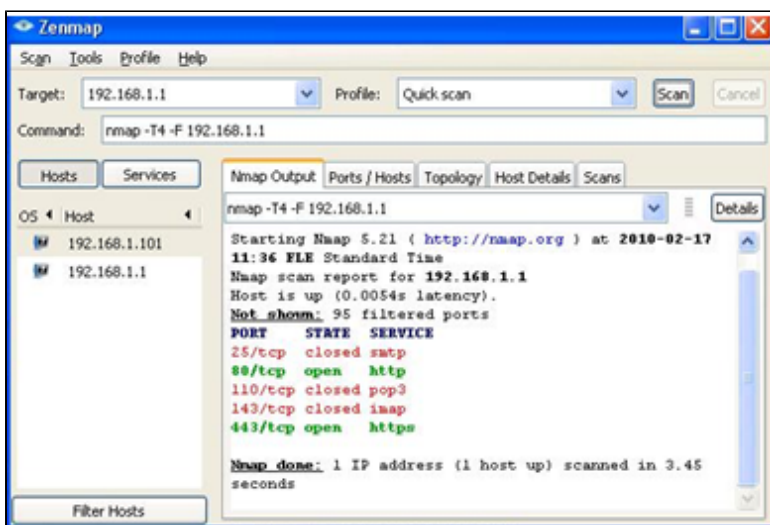 Zenmap
Scan Tools Profile Help
Target: 192.168.1.1 Profile: Quick scan Scan Cancel
Command: nmap -T4 -F 192.168.1.1
Hosts Services
Nmap Output Ports / Hosts Topology Host Details Scans
OS Host
nmap -T4 -F 192.168.1.1 Details
192.168.1.101
192.168.1.1
Starting Nmap 5.21 ( http://nmap.org ) at 2010-02-17
11:36 FLE Standard Time
Nmap scan report for 192.168.1.1
Host is up (0.0054s latency).
Not shown: 95 filtered ports
PORT STATE SERVICE
25/tcp closed smtp
80/tcp open http
110/tcp closed pop3
143/tcp closed imap
443/tcp open https
Nmap done: 1 IP address (1 host up) scanned in 3.45
seconds
Filter Hosts